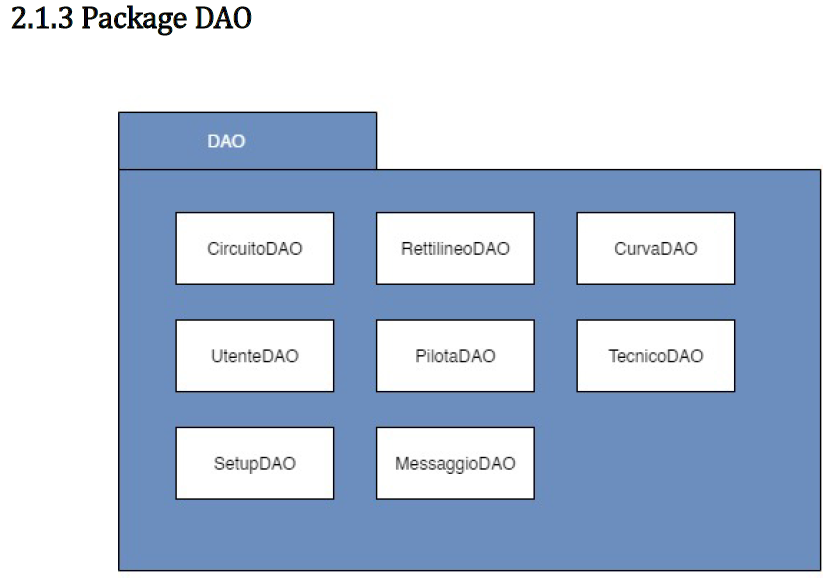 2.1.3 Package DAO
DAO
CircuitoDAO
RettilineoDAO
CurvaDAO
UtenteDAO
PilotaDAO
TecnicoDAO
SetupDAO
MessaggioDAO